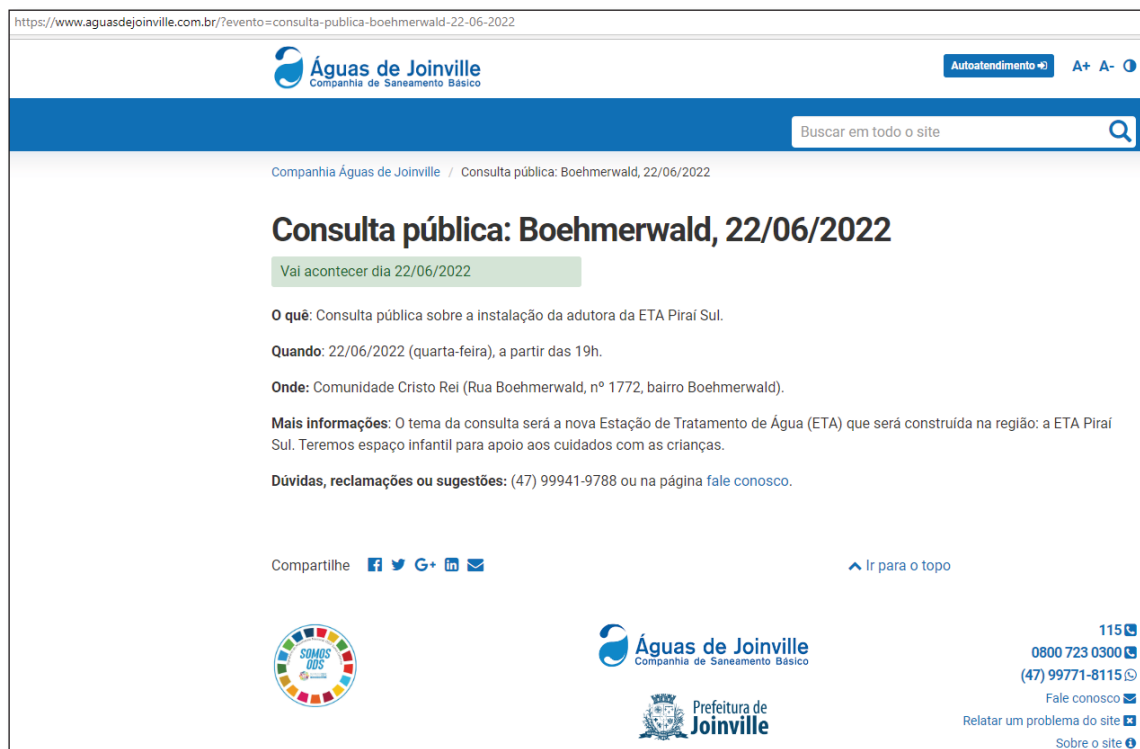 https://www.aguasdejoinville.com.br/?evento=consulta-publica-boehmerwald-22-06-2022
Águas de Joinville
Companhia de Saneamento Básico
Autoatendimento
A+ A-
Buscar em todo o site
Companhia Águas de Joinville / Consulta pública: Boehmerwald, 22/06/2022
Consulta pública: Boehmerwald, 22/06/2022
Vai acontecer dia 22/06/2022
O quê: Consulta pública sobre a instalação da adutora da ETA Piraí Sul.
Quando: 22/06/2022 (quarta-feira), a partir das 19h.
Onde: Comunidade Cristo Rei (Rua Boehmerwald, nº 1772, bairro Boehmerwald).
Mais informações: O tema da consulta será a nova Estação de Tratamento de Água (ETA) que será construída na região: a ETA Piraí
Sul. Teremos espaço infantil para apoio aos cuidados com as crianças.
Dúvidas, reclamações ou sugestões: (47) 99941-9788 ou na página fale conosco.
Compartilhe
Ir para o topo
SOMOS
ODS
Águas de Joinville
Companhia de Saneamento Básico
Prefeitura de
Joinville
115
0800 723 0300
(47) 99771-8115
Fale conosco
Relatar um problema do site
Sobre o site